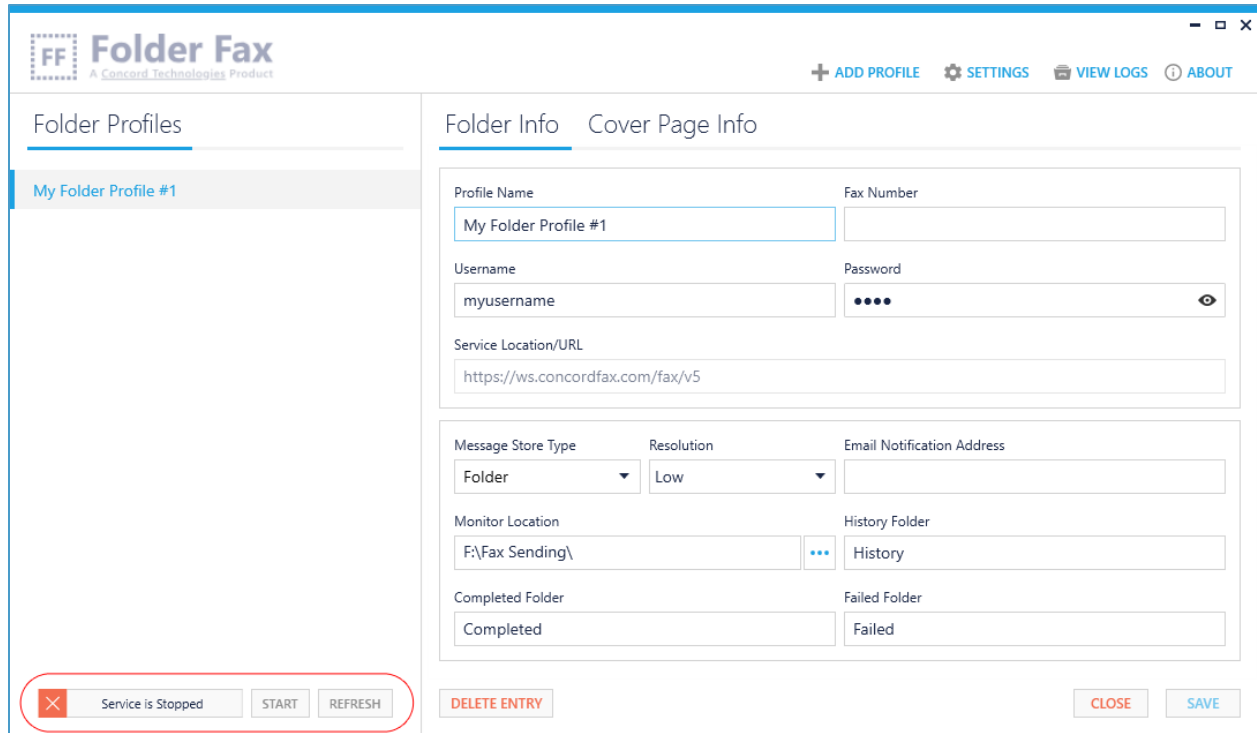 FF Folder Fax
A Concord Technologies Product
ADD PROFILE SETTINGS VIEW LOGS ABOUT
Folder Profiles
My Folder Profile #1
Folder Info Cover Page Info
Profile Name Fax Number
My Folder Profile #1
Username Password
myusername ••••
Service Location/URL
https://ws.concordfax.com/fax/v5
Message Store Type Resolution Email Notification Address
Folder Low
Monitor Location History Folder
F:\Fax Sending\ ••• History
Completed Folder Failed Folder
Completed Failed
Service is Stopped START REFRESH
DELETE ENTRY CLOSE SAVE